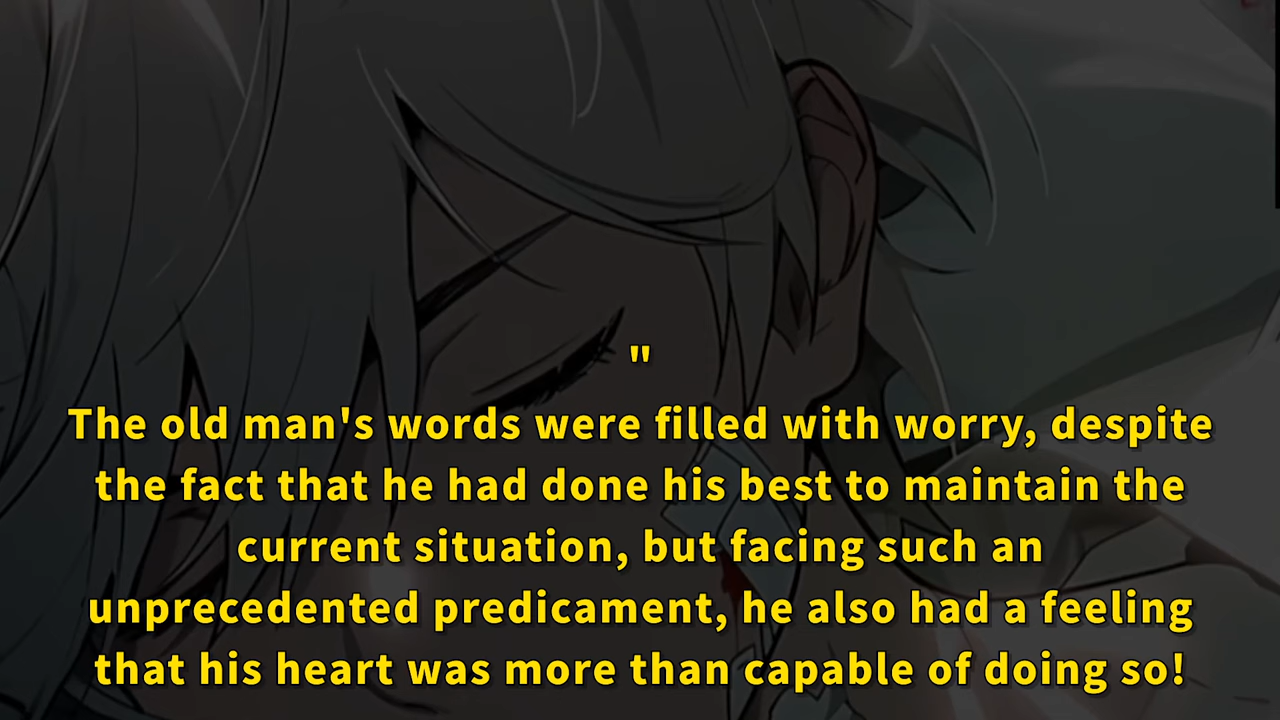 "
The old man's words were filled with worry, despite
the fact that he had done his best to maintain the
current situation, but facing such an
unprecedented predicament, he also had a feeling
that his heart was more than capable of doing so!